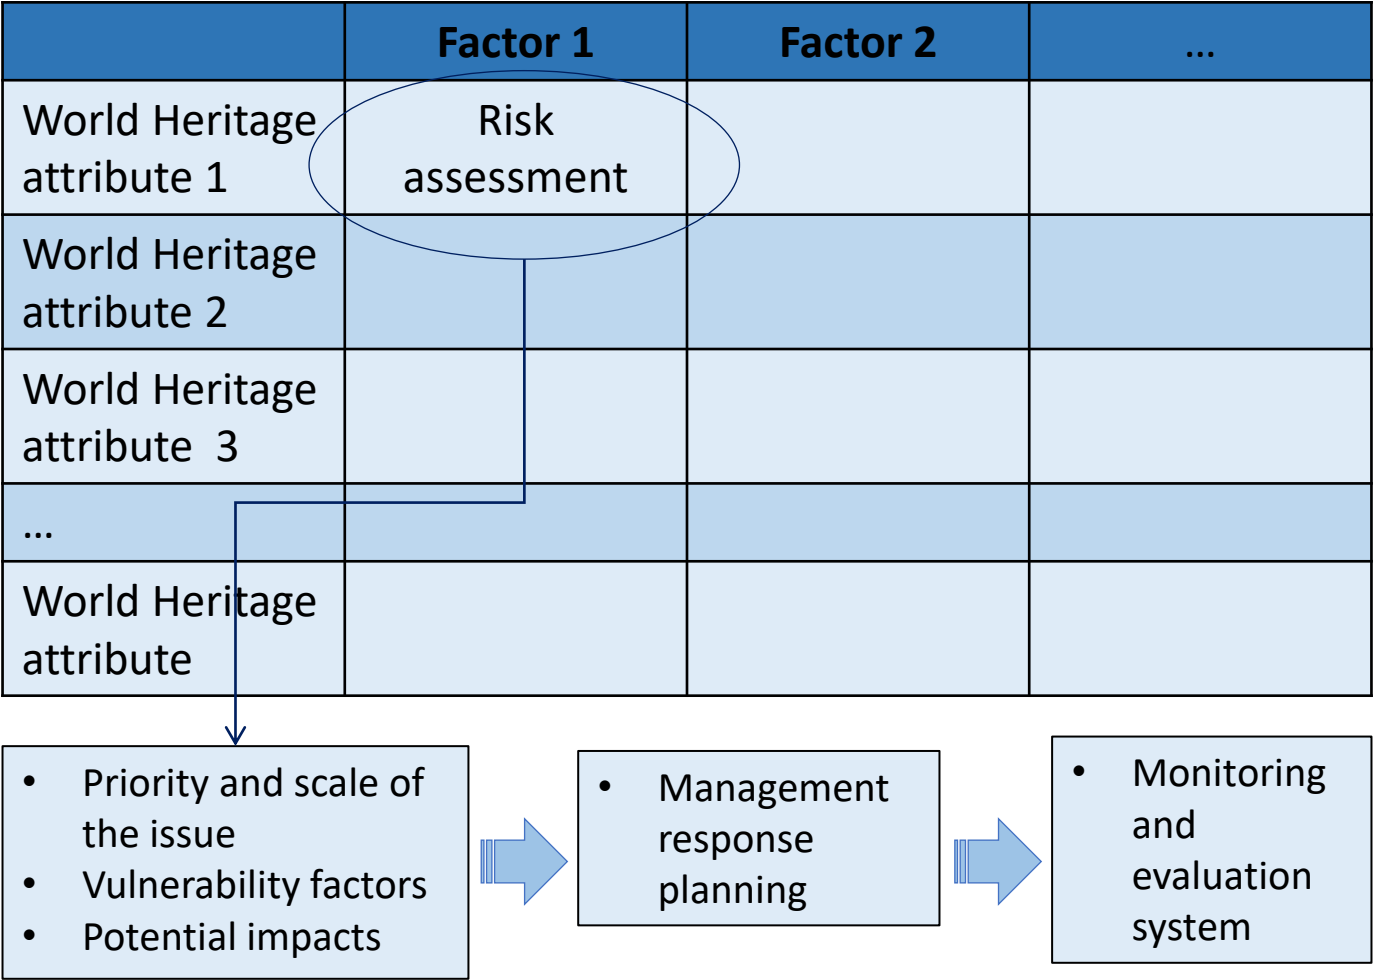 Factor 1
Factor 2
...
World Heritage
attribute 1
Risk
assessment
World Heritage
attribute 2
World Heritage
attribute  3
...
World Heritage
attribute
• Priority and scale of
the issue
• Vulnerability factors
• Potential impacts
• Management
response
planning
• Monitoring
and
evaluation
system